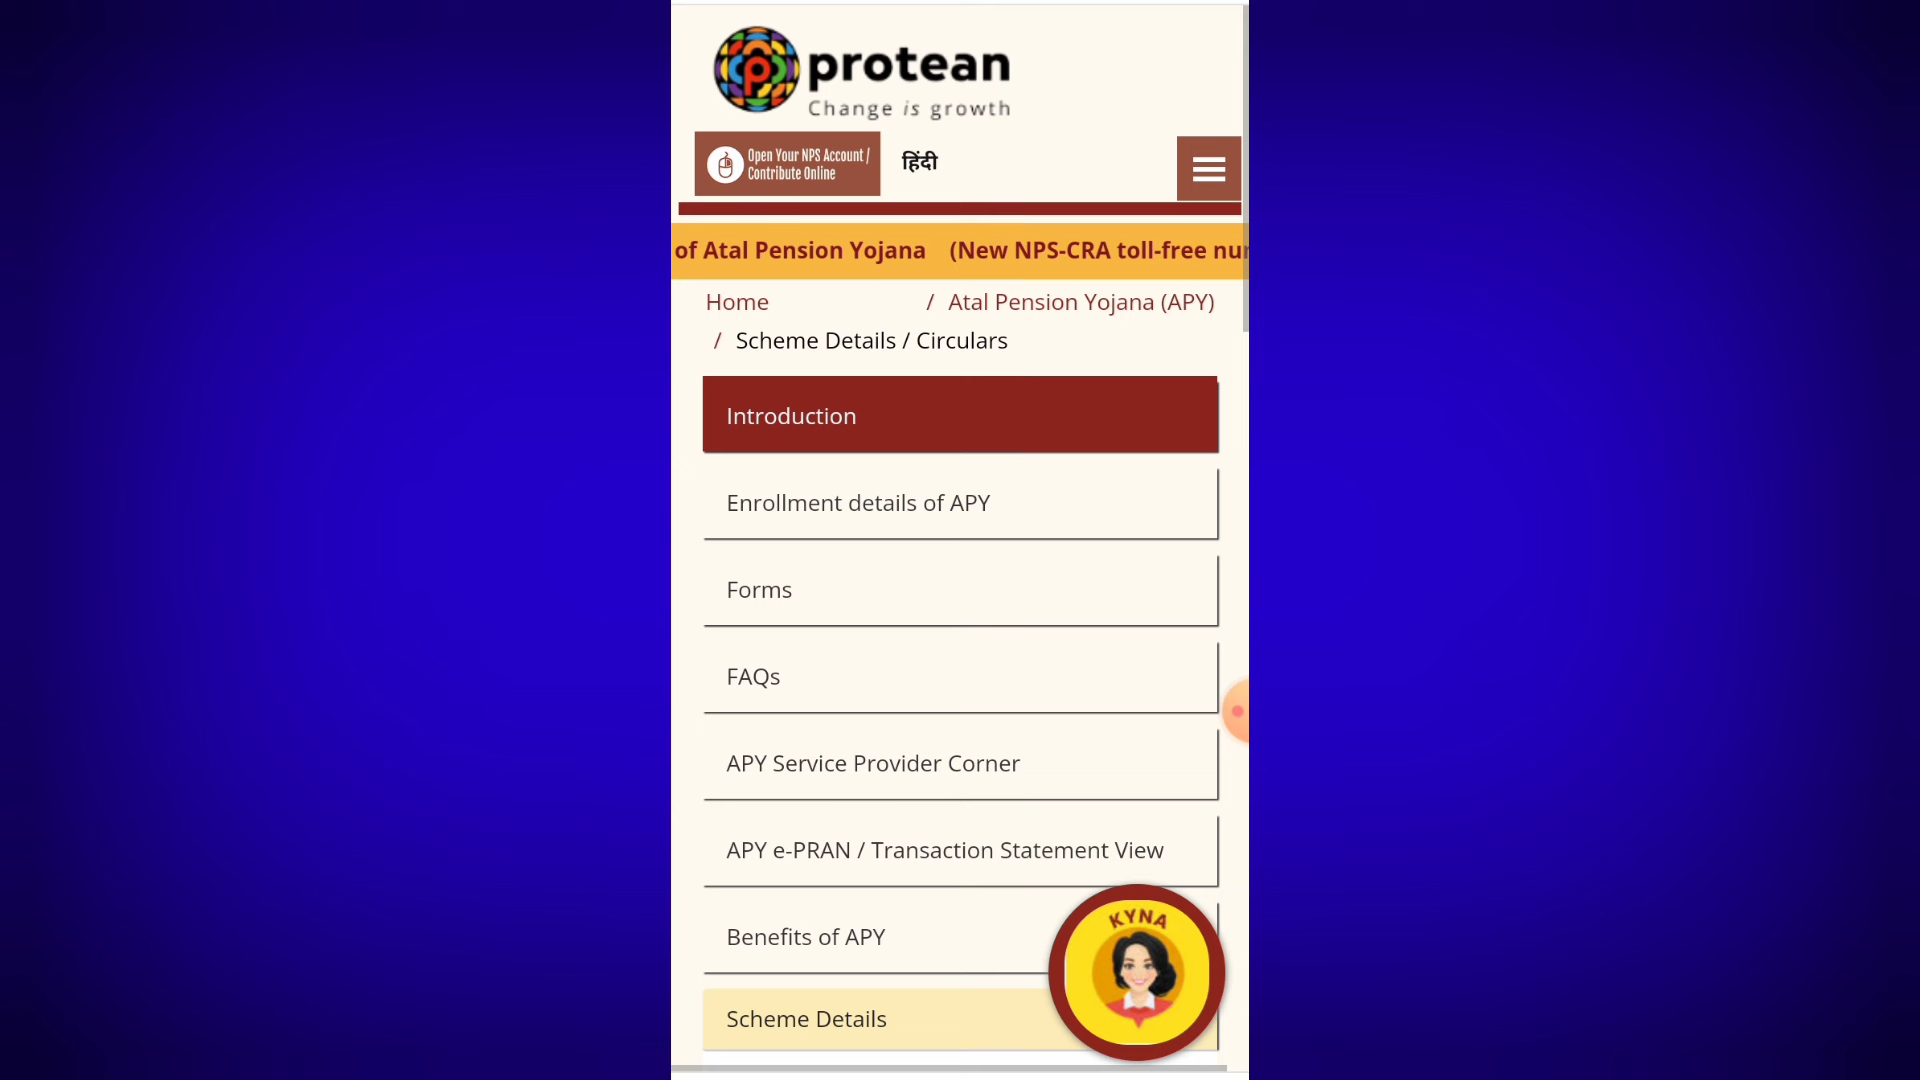 protean
Change is growth
Open Your NPS Account /
Contribute Online
हिंदी
of Atal Pension Yojana (New NPS-CRA toll-free
Home / Atal Pension Yojana (APY)
/ Scheme Details / Circulars
Introduction
Enrollment details of APY
Forms
FAQs
APY Service Provider Corner
APY e-PRAN / Transaction Statement View
Benefits of APY
KYNA
Scheme Details